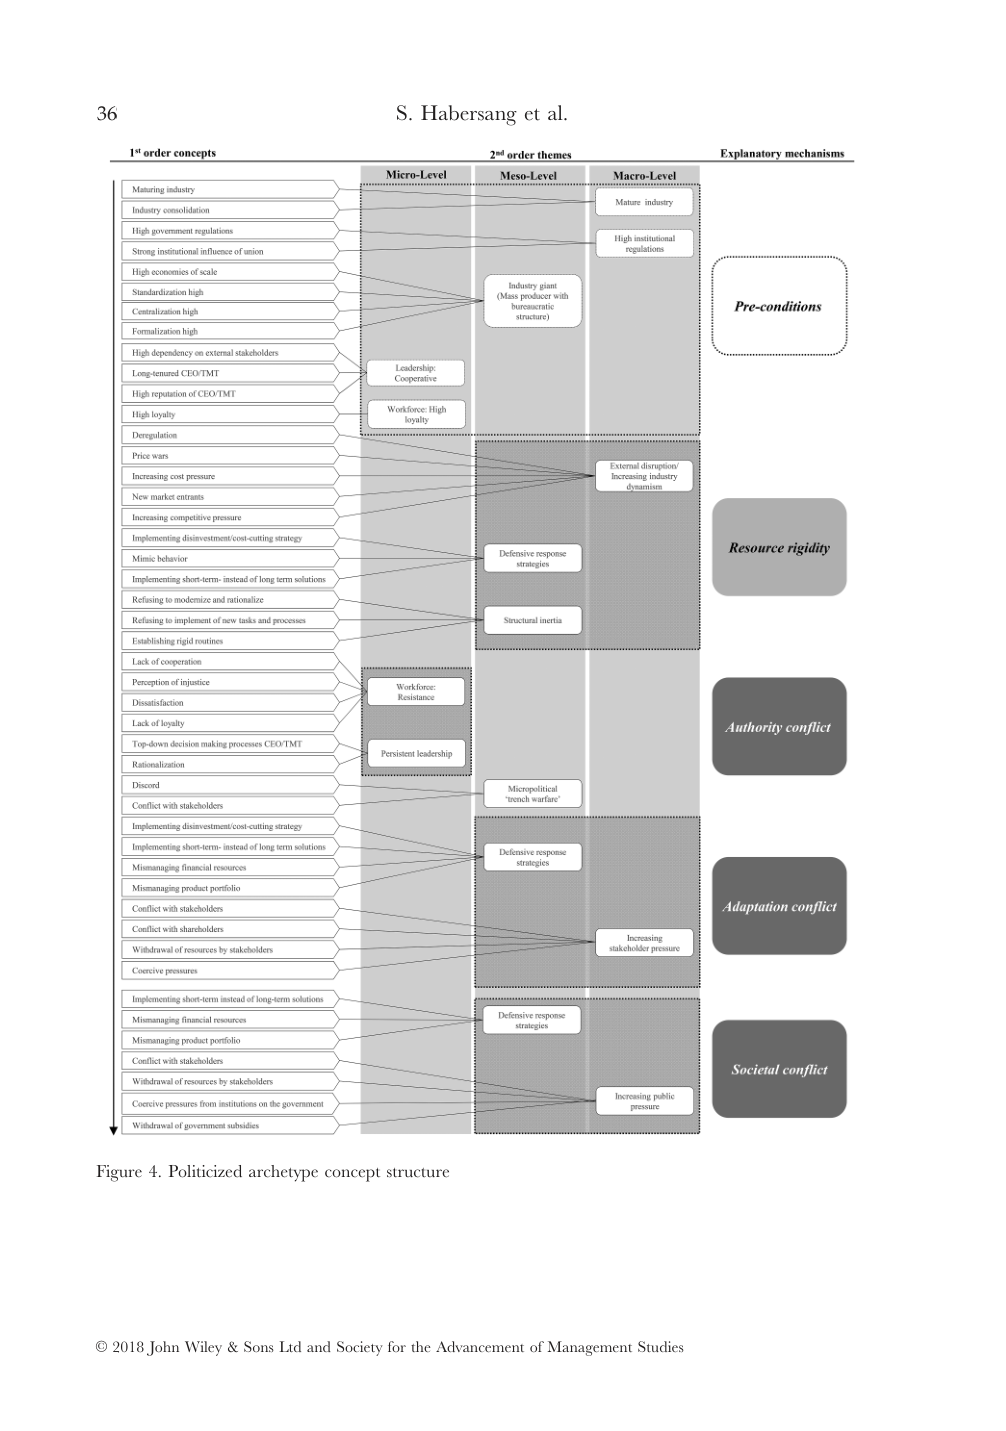 36
S. Habersang et al.
1st order concepts
2nd order themes
Explanatory mechanisms
Micro-Level
Meso-Level
Macro-Level
Maturing industry
Industry consolidation
Mature industry
High government regulations
Strong institutional influence of union
High institutional
regulations
High economies of scale
Standardization high
Centralization high
Formalization high
Industry giant
(Mass producer with
bureaucratic
structure)
Pre-conditions
High dependency on external stakeholders
Long-tenured CEO/TMT
High reputation of CEO/TMT
Leadership:
Cooperative
High loyalty
Workforce: High
loyalty
Deregulation
Price wars
Increasing cost pressure
New market entrants
Increasing competitive pressure
External disruption/
Increasing industry
dynamism
Implementing disinvestment/cost-cutting strategy
Mimic behavior
Implementing short-term- instead of long term solutions
Defensive response
strategies
Resource rigidity
Refusing to modernize and rationalize
Refusing to implement of new tasks and processes
Establishing rigid routines
Structural inertia
Lack of cooperation
Perception of injustice
Dissatisfaction
Lack of loyalty
Workforce:
Resistance
Top-down decision making processes CEO/TMT
Rationalization
Persistent leadership
Authority conflict
Discord
Conflict with stakeholders
Micropolitical
‘trench warfare’
Implementing disinvestment/cost-cutting strategy
Implementing short-term- instead of long term solutions
Mismanaging financial resources
Mismanaging product portfolio
Defensive response
strategies
Conflict with stakeholders
Conflict with shareholders
Withdrawal of resources by stakeholders
Coercive pressures
Increasing
stakeholder pressure
Adaptation conflict
Implementing short-term instead of long-term solutions
Mismanaging financial resources
Mismanaging product portfolio
Defensive response
strategies
Conflict with stakeholders
Withdrawal of resources by stakeholders
Coercive pressures from institutions on the government
Withdrawal of government subsidies
Increasing public
pressure
Societal conflict
Figure 4. Politicized archetype concept structure
© 2018 John Wiley & Sons Ltd and Society for the Advancement of Management Studies